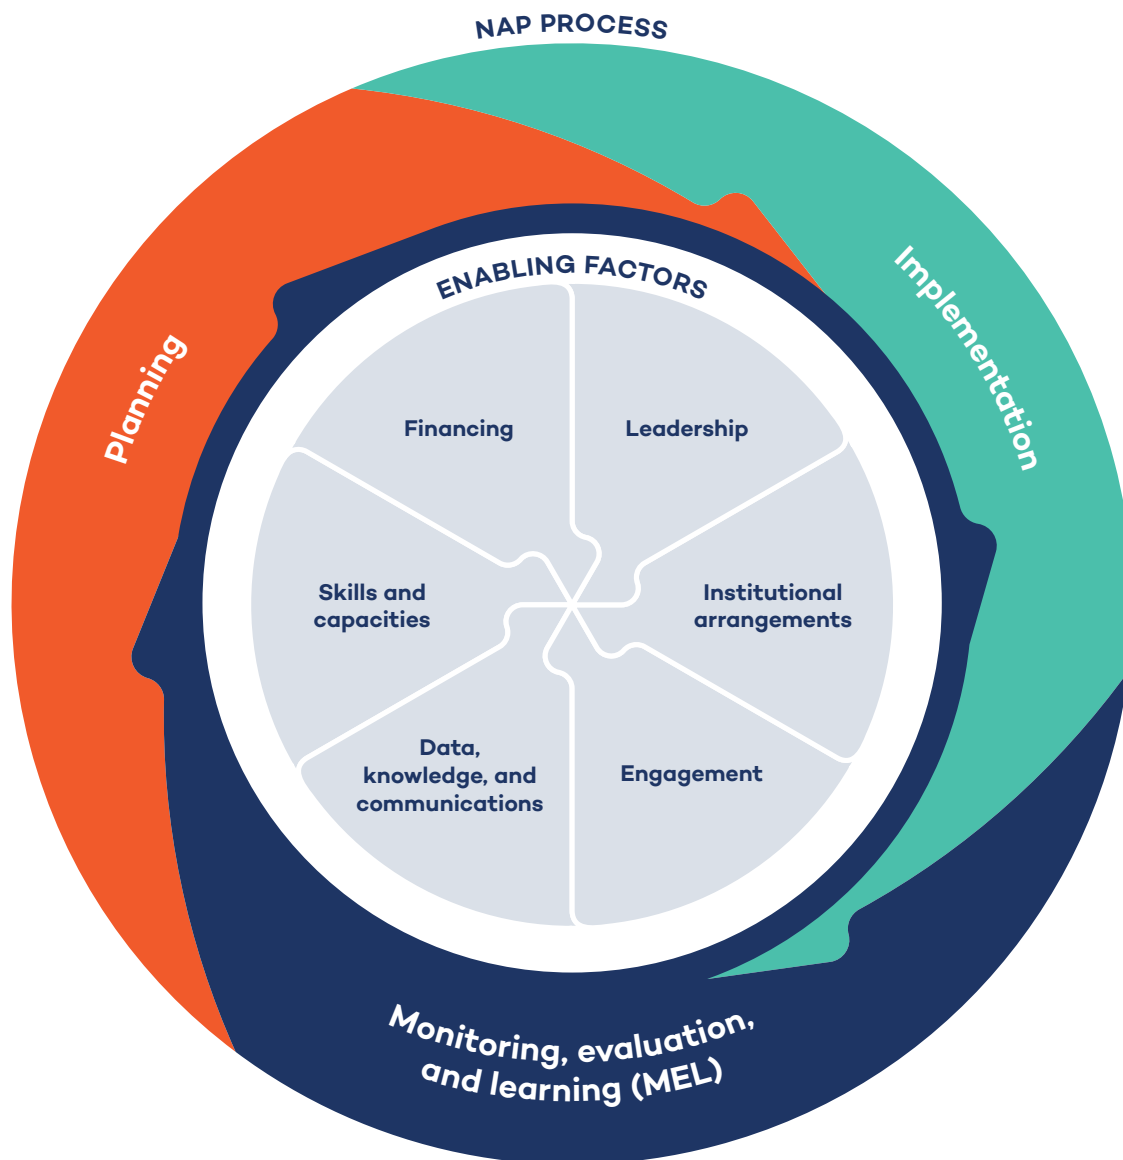 NAP PROCESS
Implementation
Planning
ENABLING FACTORS
Financing
Leadership
Skills and
capacities
Institutional
arrangements
Data,
knowledge, and
communications
Engagement
Monitoring, evaluation,
and learning (MEL)